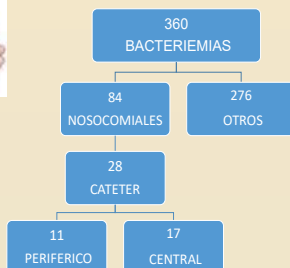 360
BACTERIEMIAS
84
NOSOCOMIALES
276
OTROS
28
CATETER
11
PERIFERICO
17
CENTRAL